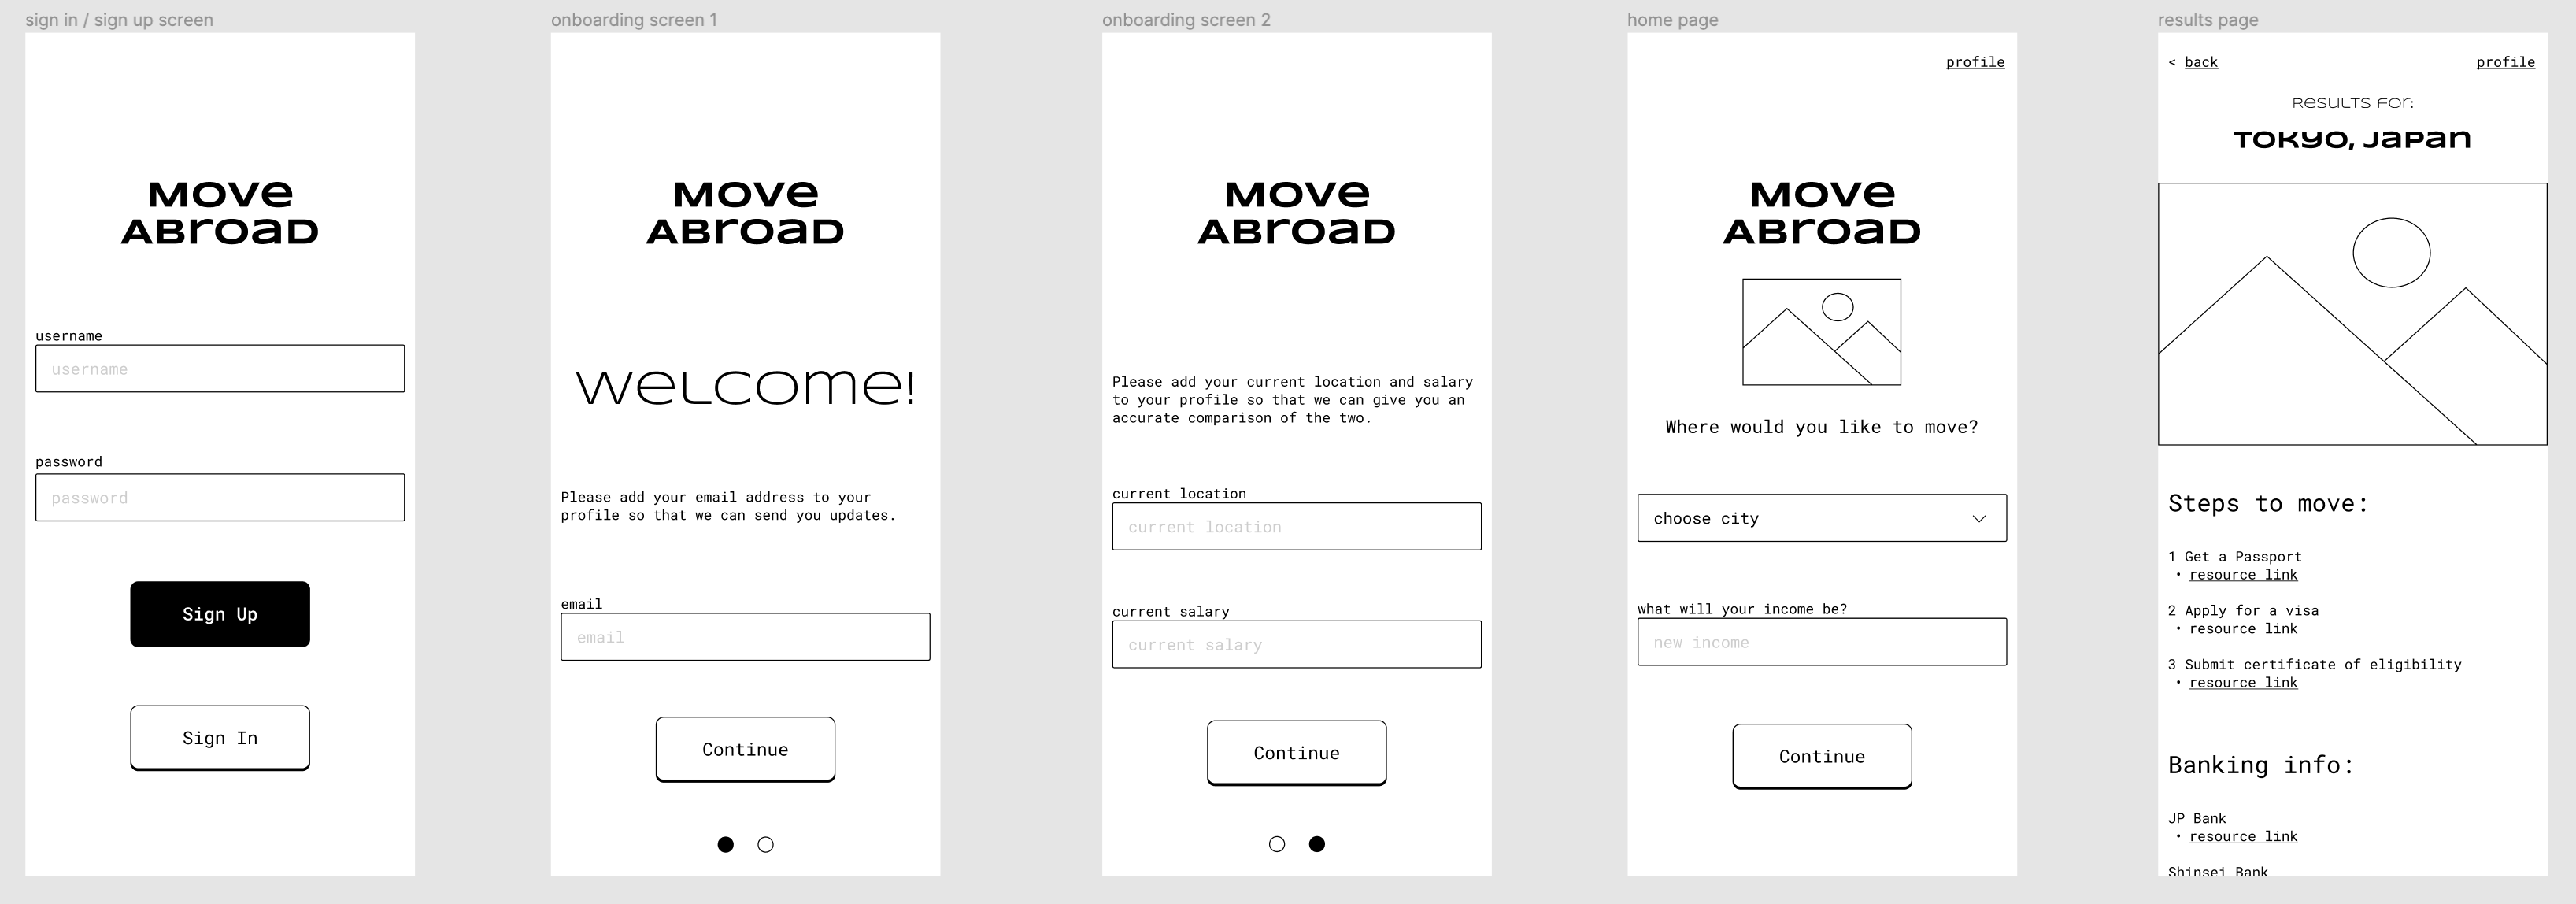 sign in / sign up screen
Move
Abroad
username
username
password
password
Sign Up
Sign In
onboarding screen 1
Move
Abroad
Welcome!
Please add your email address to your
profile so that we can send you updates.
email
email
Continue
onboarding screen 2
Move
Abroad
Please add your current location and salary
to your profile so that we can give you an
accurate comparison of the two.
current location
current location
current salary
current salary
Continue
home page
profile
Move
Abroad
Where would you like to move?
choose city
what will your income be?
new income
Continue
results page
< back
profile
Results for:
Tokyo, Japan
Steps to move:
1 Get a Passport
• resource link
2 Apply for a visa
• resource link
3 Submit certificate of eligibility
• resource link
Banking info:
JP Bank
• resource link
Shinsei Bank